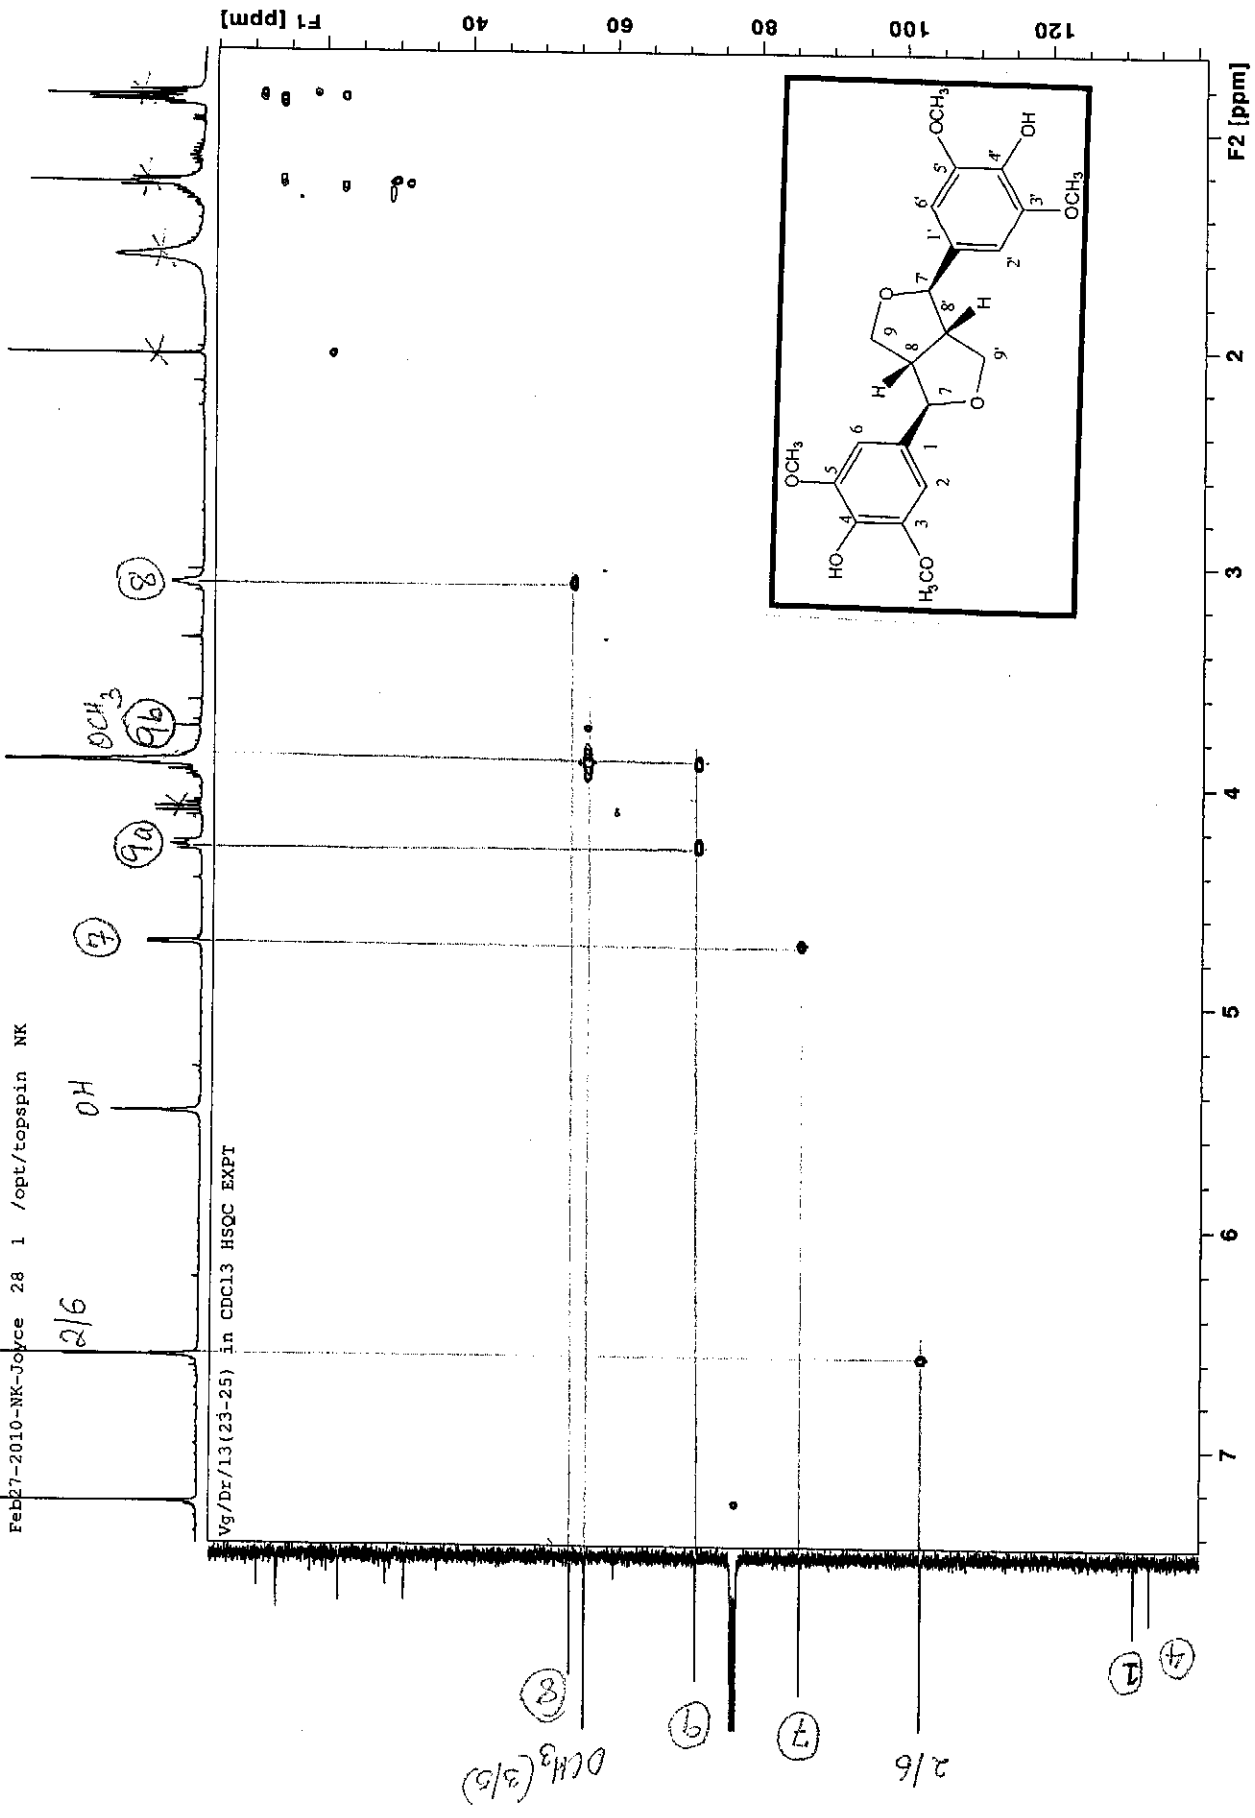 Feb27-2010-NK-Joyce 28 1 /opt/topspin NK
2/6
OH
7
9a
9b
OCH3
8
Vg/Dr/13(23-25) in CDCl3 HSQC EXPT
F1 [ppm]
40
60
80
100
120
F2 [ppm]
7
6
5
4
3
2
8
OCH3 (3/5)
9
7
2/6
1
4
OCH3
HO
5
6
4
3
2
1
H3CO
7
8
H
9
O
O
9'
8'
H
7'
1'
6'
2'
5'
OCH3
4'
OH
3'
OCH3